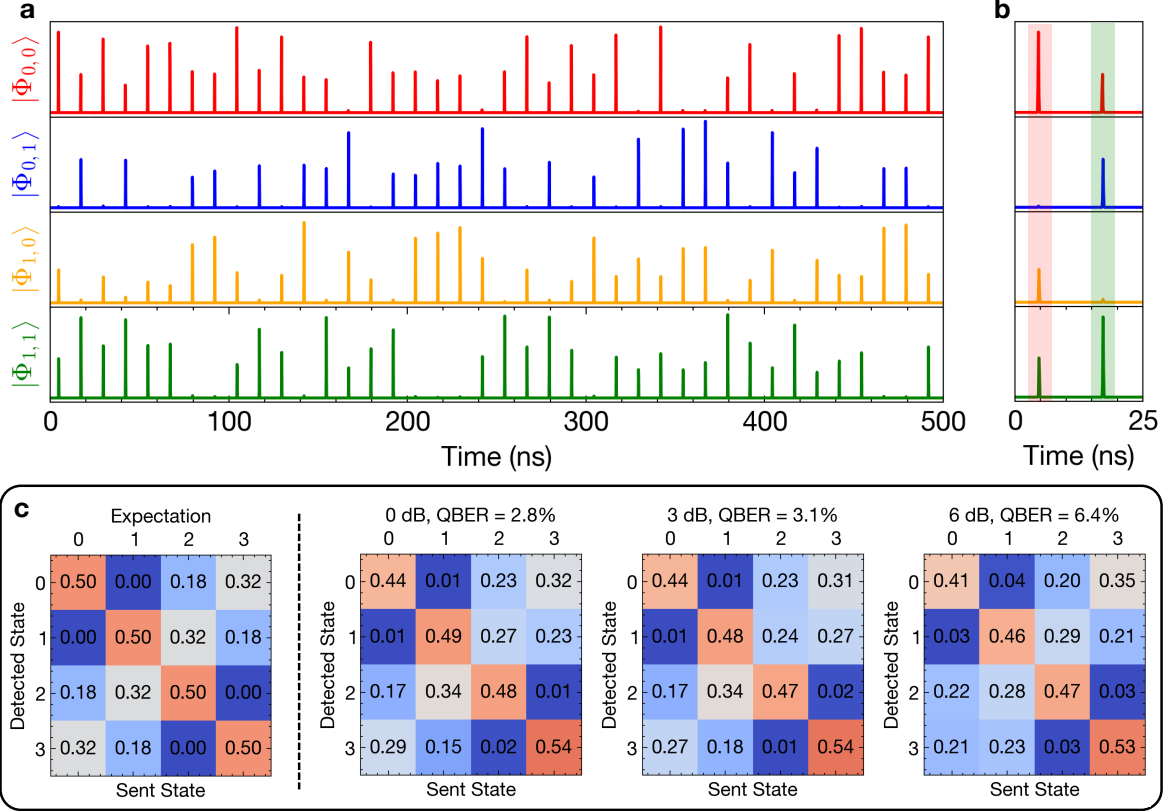 a
b
|Φ0,0⟩
|Φ0,1⟩
|Φ1,0⟩
|Φ1,1⟩
0 100 200 300 400 500
Time (ns)
0 25
Time (ns)
c
Expectation
0 1 2 3
Detected State
0 0.50 0.00 0.18 0.32
1 0.00 0.50 0.32 0.18
2 0.18 0.32 0.50 0.00
3 0.32 0.18 0.00 0.50
Sent State
0 dB, QBER = 2.8%
0 1 2 3
Detected State
0 0.44 0.01 0.23 0.32
1 0.01 0.49 0.27 0.23
2 0.17 0.34 0.48 0.01
3 0.29 0.15 0.02 0.54
Sent State
3 dB, QBER = 3.1%
0 1 2 3
Detected State
0 0.44 0.01 0.23 0.31
1 0.01 0.48 0.24 0.27
2 0.17 0.34 0.47 0.02
3 0.27 0.18 0.01 0.54
Sent State
6 dB, QBER = 6.4%
0 1 2 3
Detected State
0 0.41 0.04 0.20 0.35
1 0.03 0.46 0.29 0.21
2 0.22 0.28 0.47 0.03
3 0.21 0.23 0.03 0.53
Sent State